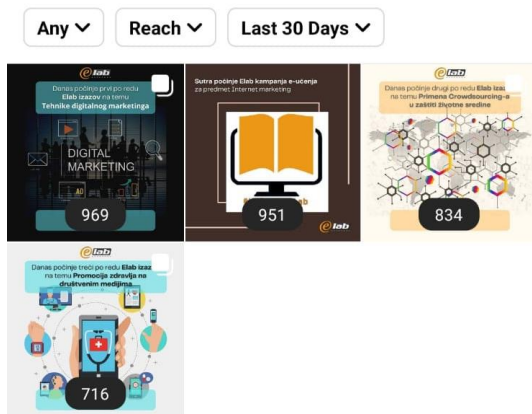 Any
Reach
Last 30 Days
elab
Danas počinje prvi po redu
Elab izazov na temu
Tehnike digitalnog marketinga
DIGITAL
MARKETING
AD
969
Sutra počinje Elab kampanja e-učenja
za predmet Internet marketing
951
elab
elab
Danas počinje drugi po redu Elab izaz
na temu Primena Crowdsourcing-a
u zaštiti životne sredine
834
elab
Danas počinje treći po redu Elab izaz
na temu Promocija zdravlja na
društvenim medijima
716